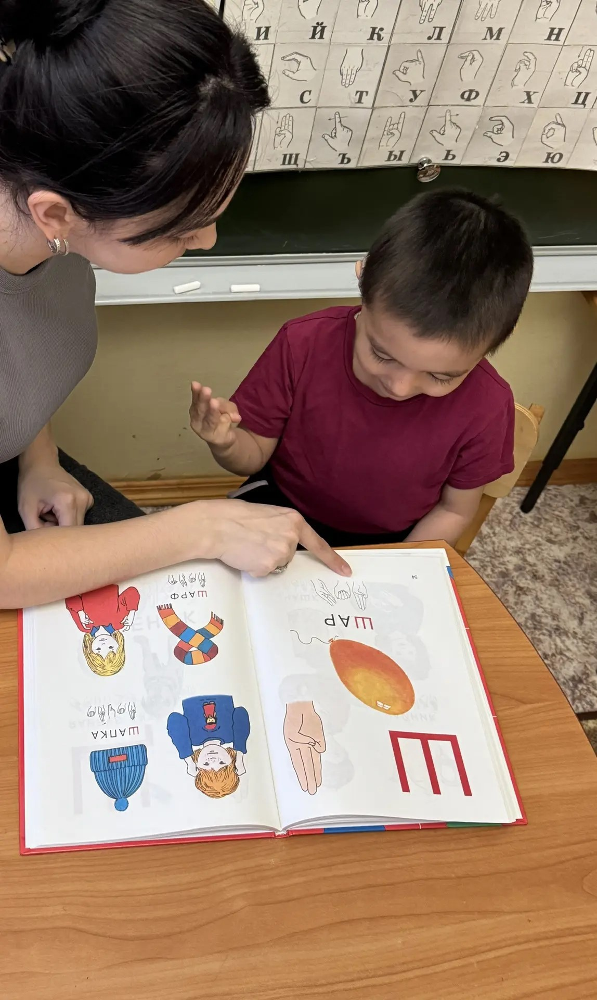 И Й К Л М Н
С Т У Ф Х Ц
Щ Ъ Ы Ь Э Ю
54
ШАР
Ш
ШАРФ
ШАПКА